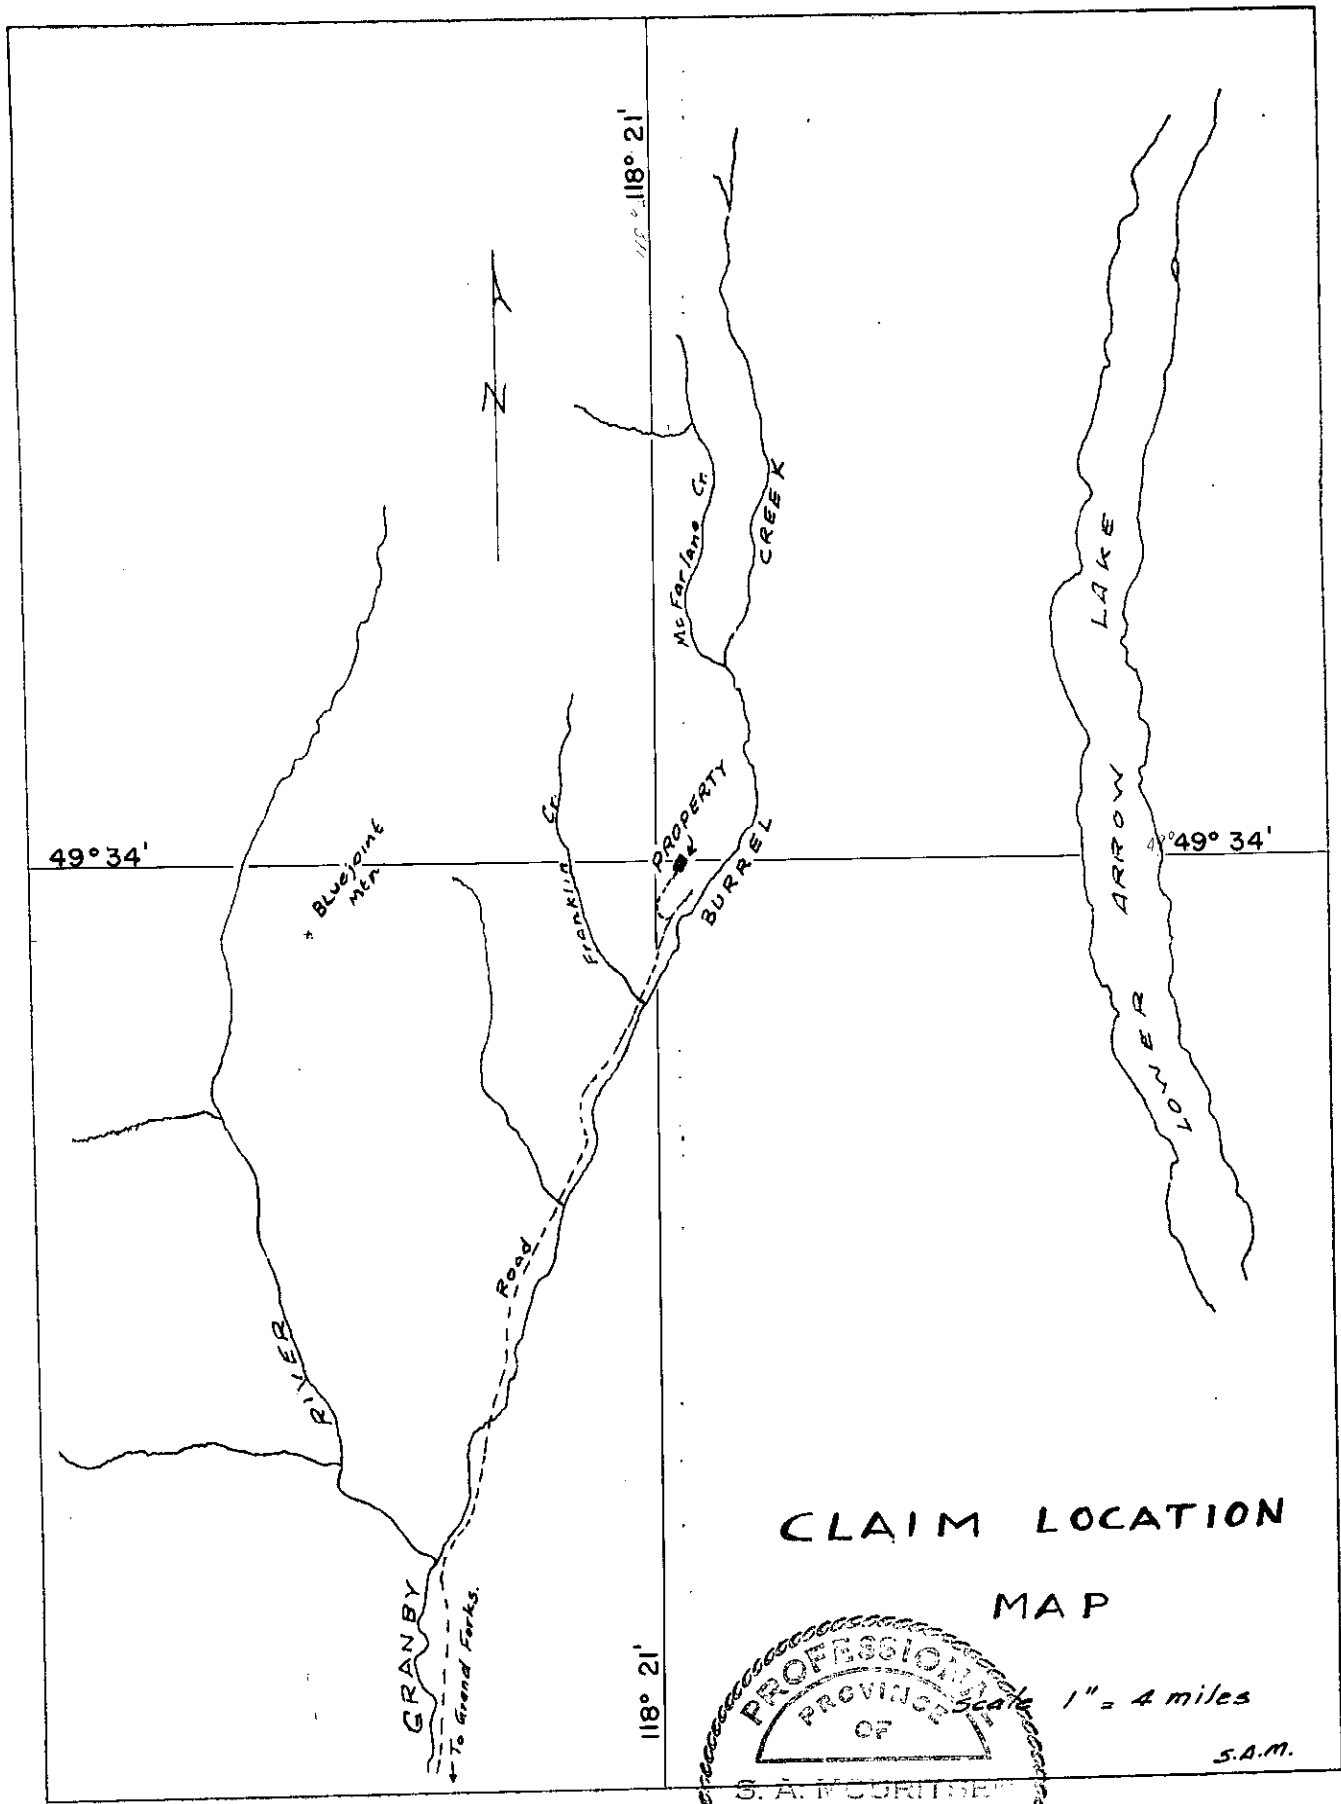 118° 21'
N
McFarlane Cr.
CREEK
LAKE
ARROW
LOWER
PROPERTY
BURREL
Franklin Cr.
49° 34'
49° 34'
Bluejoint
Mtn
Road
RIVER
GRANBY
To Grand Forks.
118° 21'
CLAIM LOCATION
MAP
Scale 1" = 4 miles
S.A.M.
PROFESSIONAL
PROVINCE
OF